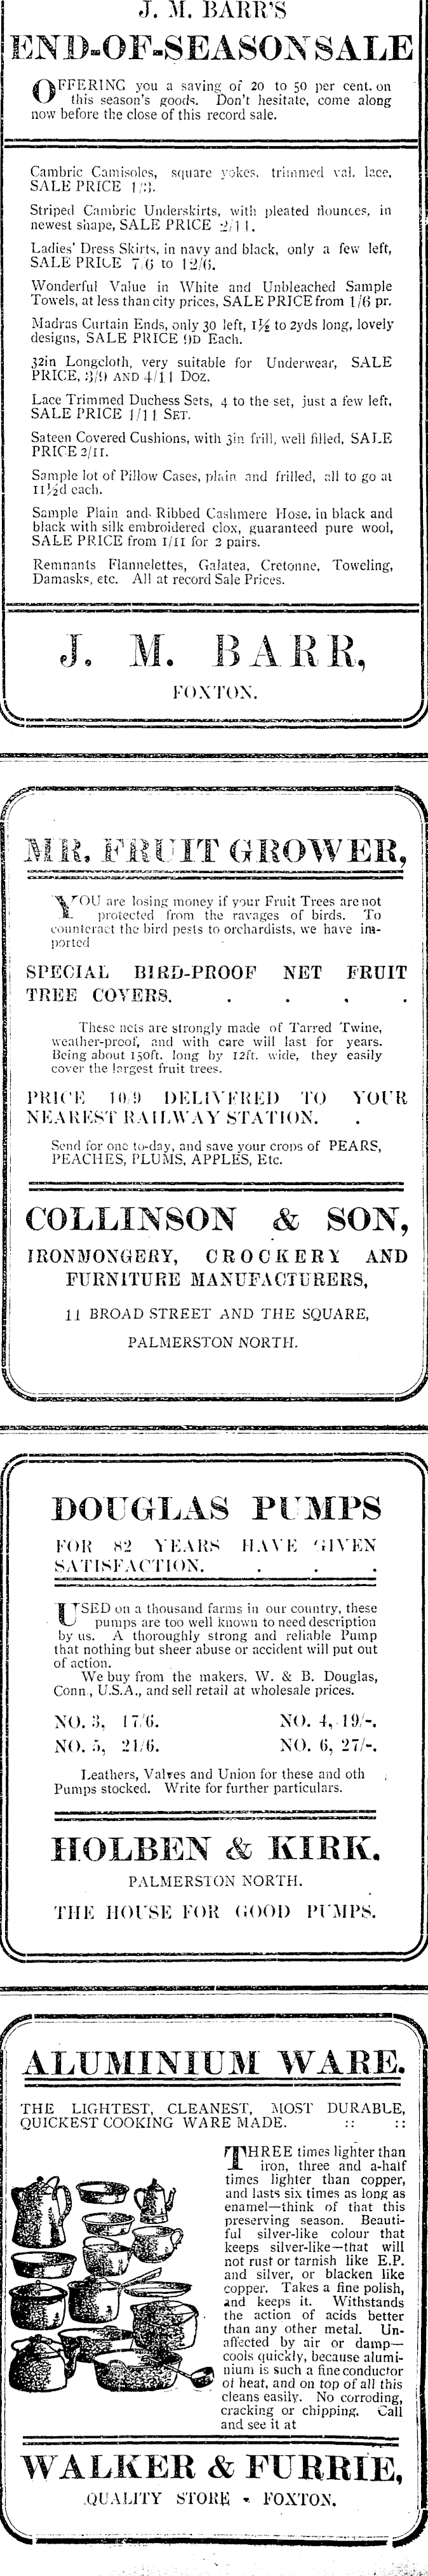 J. M. BARR'S
END-OF-SEASON SALE
OFFERING you a saving of 20 to 50 per cent. on
this season's goods. Don't hesitate, come along
now before the close of this record sale.
Cambric Camisoles, square yokes, trimmed val. lace,
SALE PRICE 1/3.
Striped Cambric Underskirts, with pleated flounces, in
newest shape, SALE PRICE 2/11.
Ladies' Dress Skirts, in navy and black, only a few left,
SALE PRICE 7/6 to 12/6.
Wonderful Value in White and Unbleached Sample
Towels, at less than city prices, SALE PRICE from 1/6 pr.
Madras Curtain Ends, only 30 left, 1½ to 2yds long, lovely
designs, SALE PRICE 9D Each.
32in Longcloth, very suitable for Underwear, SALE
PRICE, 3/9 AND 4/11 Doz.
Lace Trimmed Duchess Sets, 4 to the set, just a few left,
SALE PRICE 1/11 SET.
Sateen Covered Cushions, with 3in frill, well filled, SALE
PRICE 2/11.
Sample lot of Pillow Cases, plain and frilled, all to go at
11½d each.
Sample Plain and Ribbed Cashmere Hose, in black and
black with silk embroidered clox, guaranteed pure wool,
SALE PRICE from 1/11 for 2 pairs.
Remnants Flannelettes, Galatea, Cretonne, Toweling,
Damasks, etc. All at record Sale Prices.
J. M. BARR,
FOXTON.
MR. FRUIT GROWER,
YOU are losing money if your Fruit Trees are not
protected from the ravages of birds. To
counteract the bird pests to orchardists, we have im-
ported
SPECIAL BIRD-PROOF NET FRUIT
TREE COVERS. . . . .
These nets are strongly made of Tarred Twine,
weather-proof, and with care will last for years.
Being about 150ft. long by 12ft. wide, they easily
cover the largest fruit trees.
PRICE 10/9 DELIVERED TO YOUR
NEAREST RAILWAY STATION. .
Send for one to-day, and save your crops of PEARS,
PEACHES, PLUMS, APPLES, Etc.
COLLINSON & SON,
IRONMONGERY, CROCKERY AND
FURNITURE MANUFACTURERS,
11 BROAD STREET AND THE SQUARE,
PALMERSTON NORTH.
DOUGLAS PUMPS
FOR 82 YEARS HAVE GIVEN
SATISFACTION. . . .
USED on a thousand farms in our country, these
pumps are too well known to need description
by us. A thoroughly strong and reliable Pump
that nothing but sheer abuse or accident will put out
of action.
We buy from the makers, W. & B. Douglas,
Conn., U.S.A., and sell retail at wholesale prices.
NO. 3, 17/6. NO. 4, 19/-.
NO. 5, 21/6. NO. 6, 27/-.
Leathers, Valves and Union for these and oth
Pumps stocked. Write for further particulars.
HOLBEN & KIRK.
PALMERSTON NORTH.
THE HOUSE FOR GOOD PUMPS.
ALUMINIUM WARE.
THE LIGHTEST, CLEANEST, MOST DURABLE,
QUICKEST COOKING WARE MADE. :: ::
THREE times lighter than
iron, three and a-half
times lighter than copper,
and lasts six times as long as
enamel—think of that this
preserving season. Beauti-
ful silver-like colour that
keeps silver-like—that will
not rust or tarnish like E.P.
and silver, or blacken like
copper. Takes a fine polish,
and keeps it. Withstands
the action of acids better
than any other metal. Un-
affected by air or damp—
cools quickly, because alumi-
nium is such a fine conductor
of heat, and on top of all this
cleans easily. No corroding,
cracking or chipping. Call
and see it at
WALKER & FURRIE,
QUALITY STORE - FOXTON.